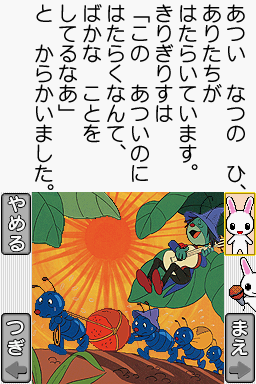 あつい　なつの　ひ、
ありたちが
はたらいています。
きりぎりすは
「この　あついのに
はたらくなんて、
ばかな　ことを
してるなあ」
と　からかいました。
やめる
つぎ
まえ